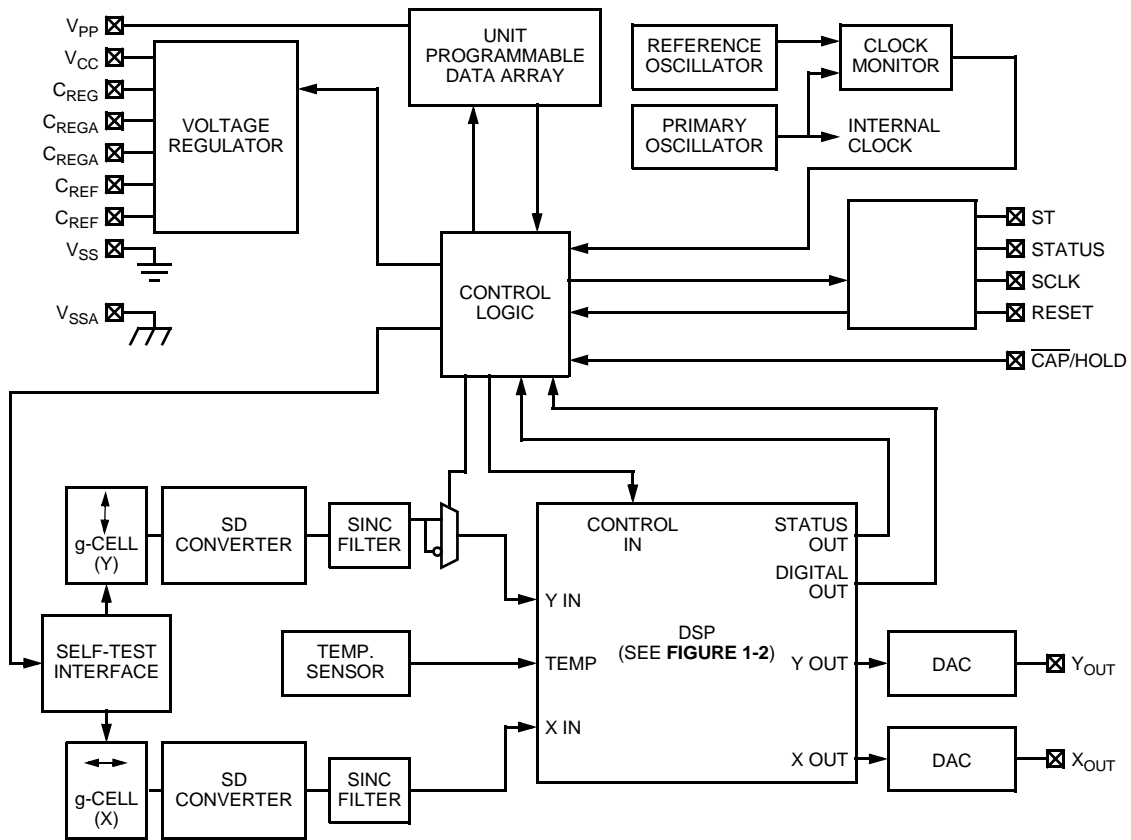 VPP
VCC
CREG
CREGA
CREGA
CREF
CREF
VSS
VSSA
VOLTAGE
REGULATOR
UNIT
PROGRAMMABLE
DATA ARRAY
REFERENCE
OSCILLATOR
CLOCK
MONITOR
PRIMARY
OSCILLATOR
INTERNAL
CLOCK
CONTROL
LOGIC
ST
STATUS
SCLK
RESET
CAP/HOLD
g-CELL
(Y)
SD
CONVERTER
SINC
FILTER
SELF-TEST
INTERFACE
TEMP.
SENSOR
g-CELL
(X)
SD
CONVERTER
SINC
FILTER
CONTROL
IN
STATUS
OUT
DIGITAL
OUT
Y IN
DSP
(SEE FIGURE 1-2)
TEMP
Y OUT
X IN
X OUT
DAC
YOUT
DAC
XOUT